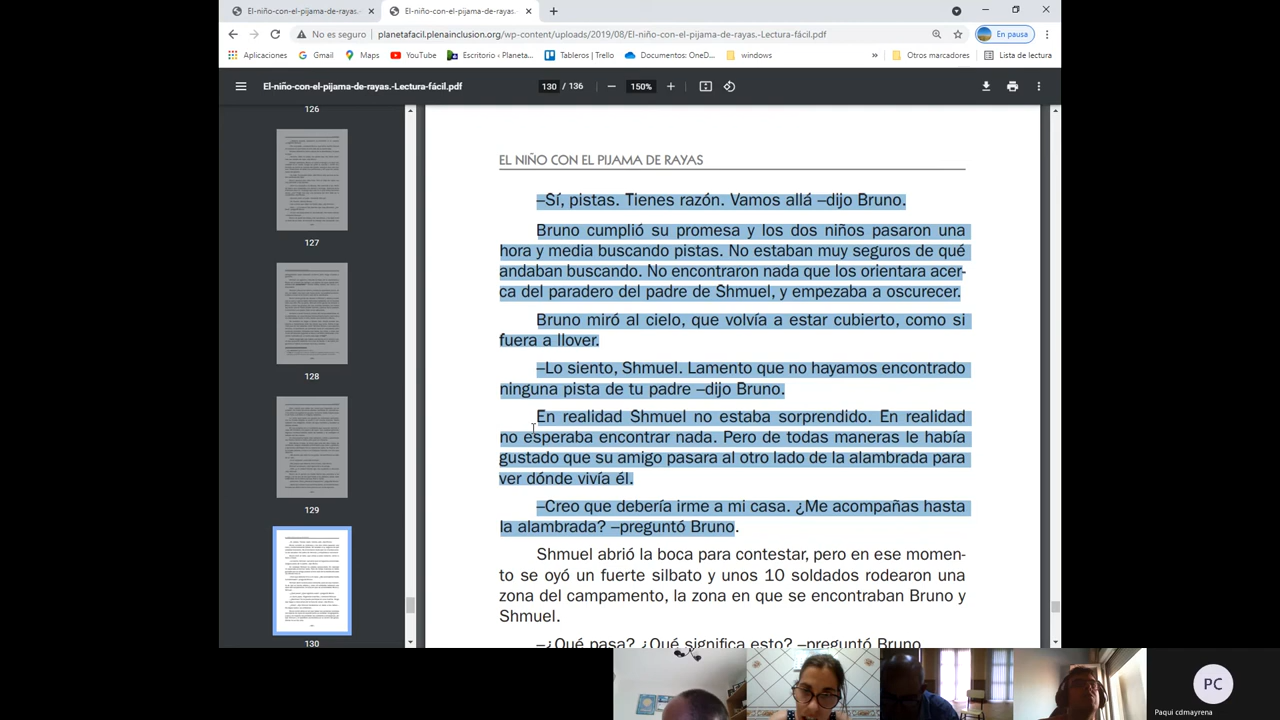 El-niño-con-el-pijama-de-rayas.-L
El-niño-con-el-pijama-de-rayas.-L
No es seguro
planetafacil.plenainclusion.org/wp-content/uploads/2019/08/El-niño-con-el-pijama-de-rayas.-Lectura-fácil.pdf
En pausa
Aplicaciones
Gmail
Maps
YouTube
Escritorio ‹ Planeta...
Tableros | Trello
Documentos: OneD...
windows
»
Otros marcadores
Lista de lectura
El-niño-con-el-pijama-de-rayas.-Lectura-fácil.pdf
130 / 136
150%
126
127
128
129
130
EL NIÑO CON EL PIJAMA DE RAYAS
–Sí, pistas. Tienes razón. Vamos allá –dijo Bruno.
Bruno cumplió su promesa y los dos niños pasaron una
hora y media buscando pistas. No estaban muy seguros de qué
andaban buscando. No encontraron nada que los orientara acer-
ca del paradero del padre de Shmuel y empezaba a oscurecer.
Bruno miró al cielo, que estaba encubierto, como si
fuera a llover.
–Lo siento, Shmuel. Lamento que no hayamos encontrado
ninguna pista de tu padre –dijo Bruno.
En realidad Shmuel no estaba sorprendido. En realidad
no esperaba encontrar nada. Pero de todas maneras le había
gustado que su amigo pasara al otro lado de la alambrada para
ver dónde vivía él.
–Creo que debería irme a mi casa. ¿Me acompañas hasta
la alambrada? –preguntó Bruno.
Shmuel abrió la boca para contestar, pero en ese momen-
to se oyó un fuerte silbato y unos diez soldados rodearon una
zona del campamento, la zona en que se encontraban Bruno y
Shmuel.
–¿Qué pasa? ¿Qué significa esto? –preguntó Bruno.
PC
Paqui cdmayrena